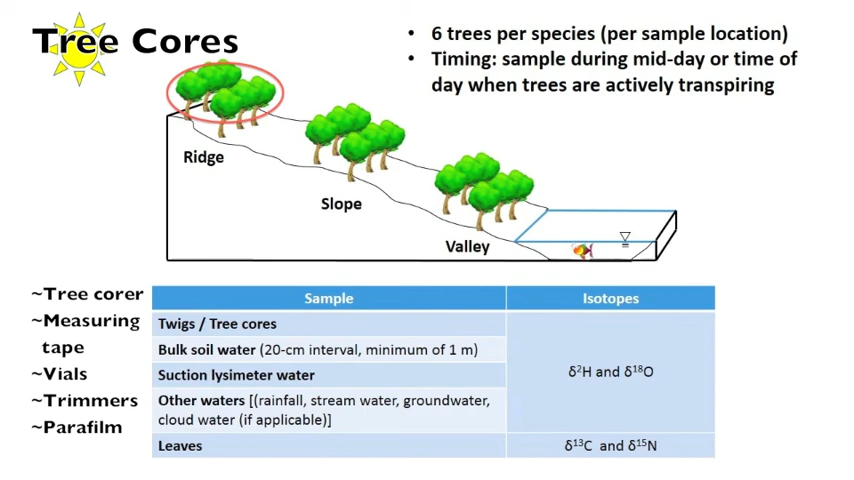 Tree Cores
• 6 trees per species (per sample location)
• Timing: sample during mid-day or time of
day when trees are actively transpiring
Ridge
Slope
Valley
~Tree corer
~Measuring
tape
~Vials
~Trimmers
~Parafilm
Sample Isotopes
Twigs / Tree cores
Bulk soil water (20-cm interval, minimum of 1 m)
Suction lysimeter water
Other waters [(rainfall, stream water, groundwater,
cloud water (if applicable)]
δ²H and δ¹⁸O
Leaves δ¹³C and δ¹⁵N